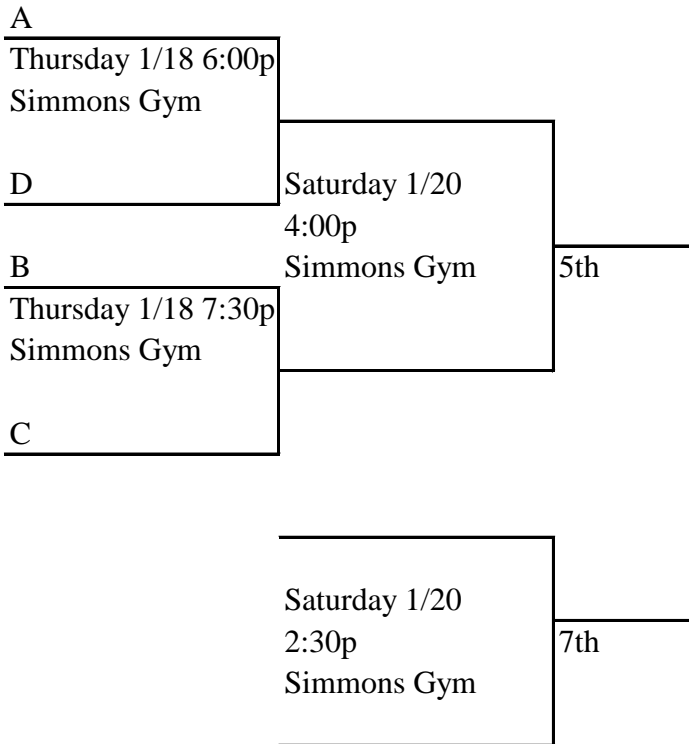 A
Thursday 1/18 6:00p
Simmons Gym
D
Saturday 1/20
4:00p
Simmons Gym
5th
B
Thursday 1/18 7:30p
Simmons Gym
C
Saturday 1/20
2:30p
Simmons Gym
7th